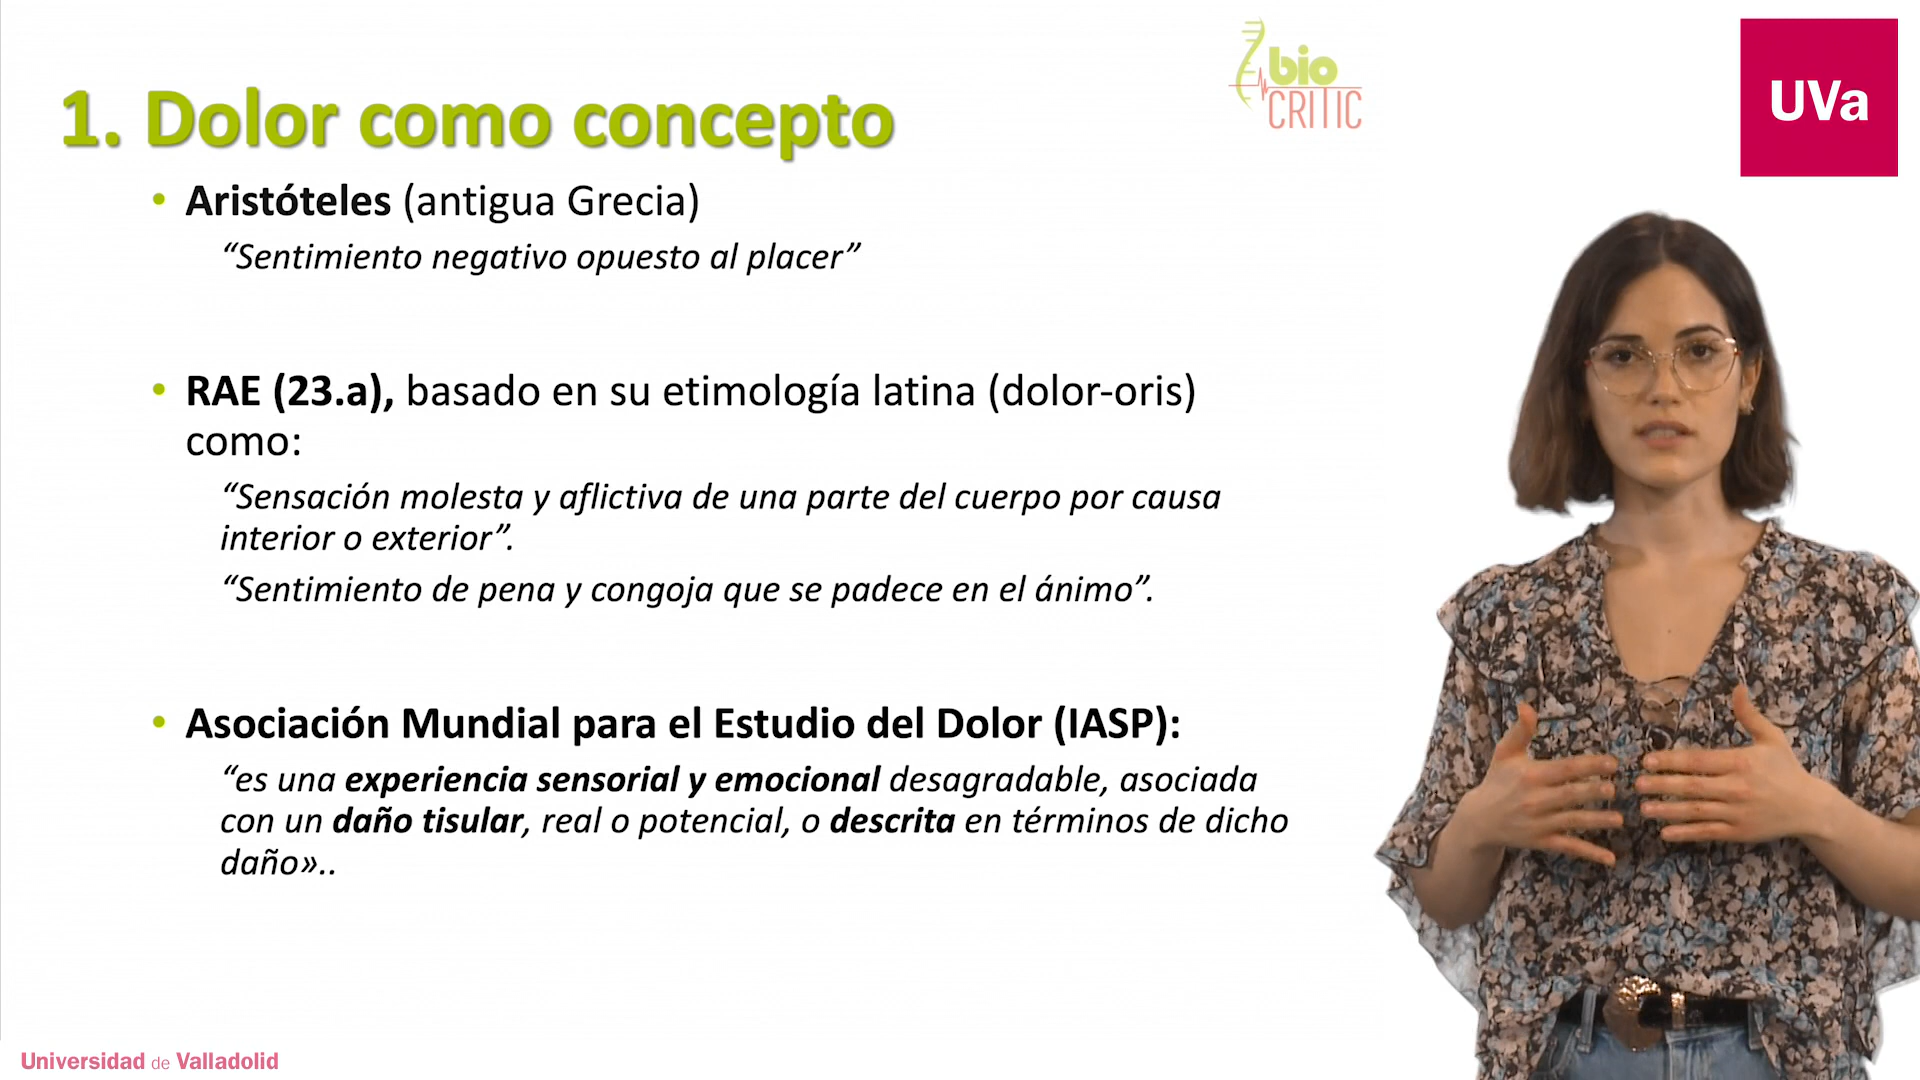 bio
CRITIC
UVa
1. Dolor como concepto
• Aristóteles (antigua Grecia)
“Sentimiento negativo opuesto al placer”
• RAE (23.a), basado en su etimología latina (dolor-oris)
como:
“Sensación molesta y aflictiva de una parte del cuerpo por causa
interior o exterior”.
“Sentimiento de pena y congoja que se padece en el ánimo”.
• Asociación Mundial para el Estudio del Dolor (IASP):
“es una experiencia sensorial y emocional desagradable, asociada
con un daño tisular, real o potencial, o descrita en términos de dicho
daño»..
Universidad de Valladolid